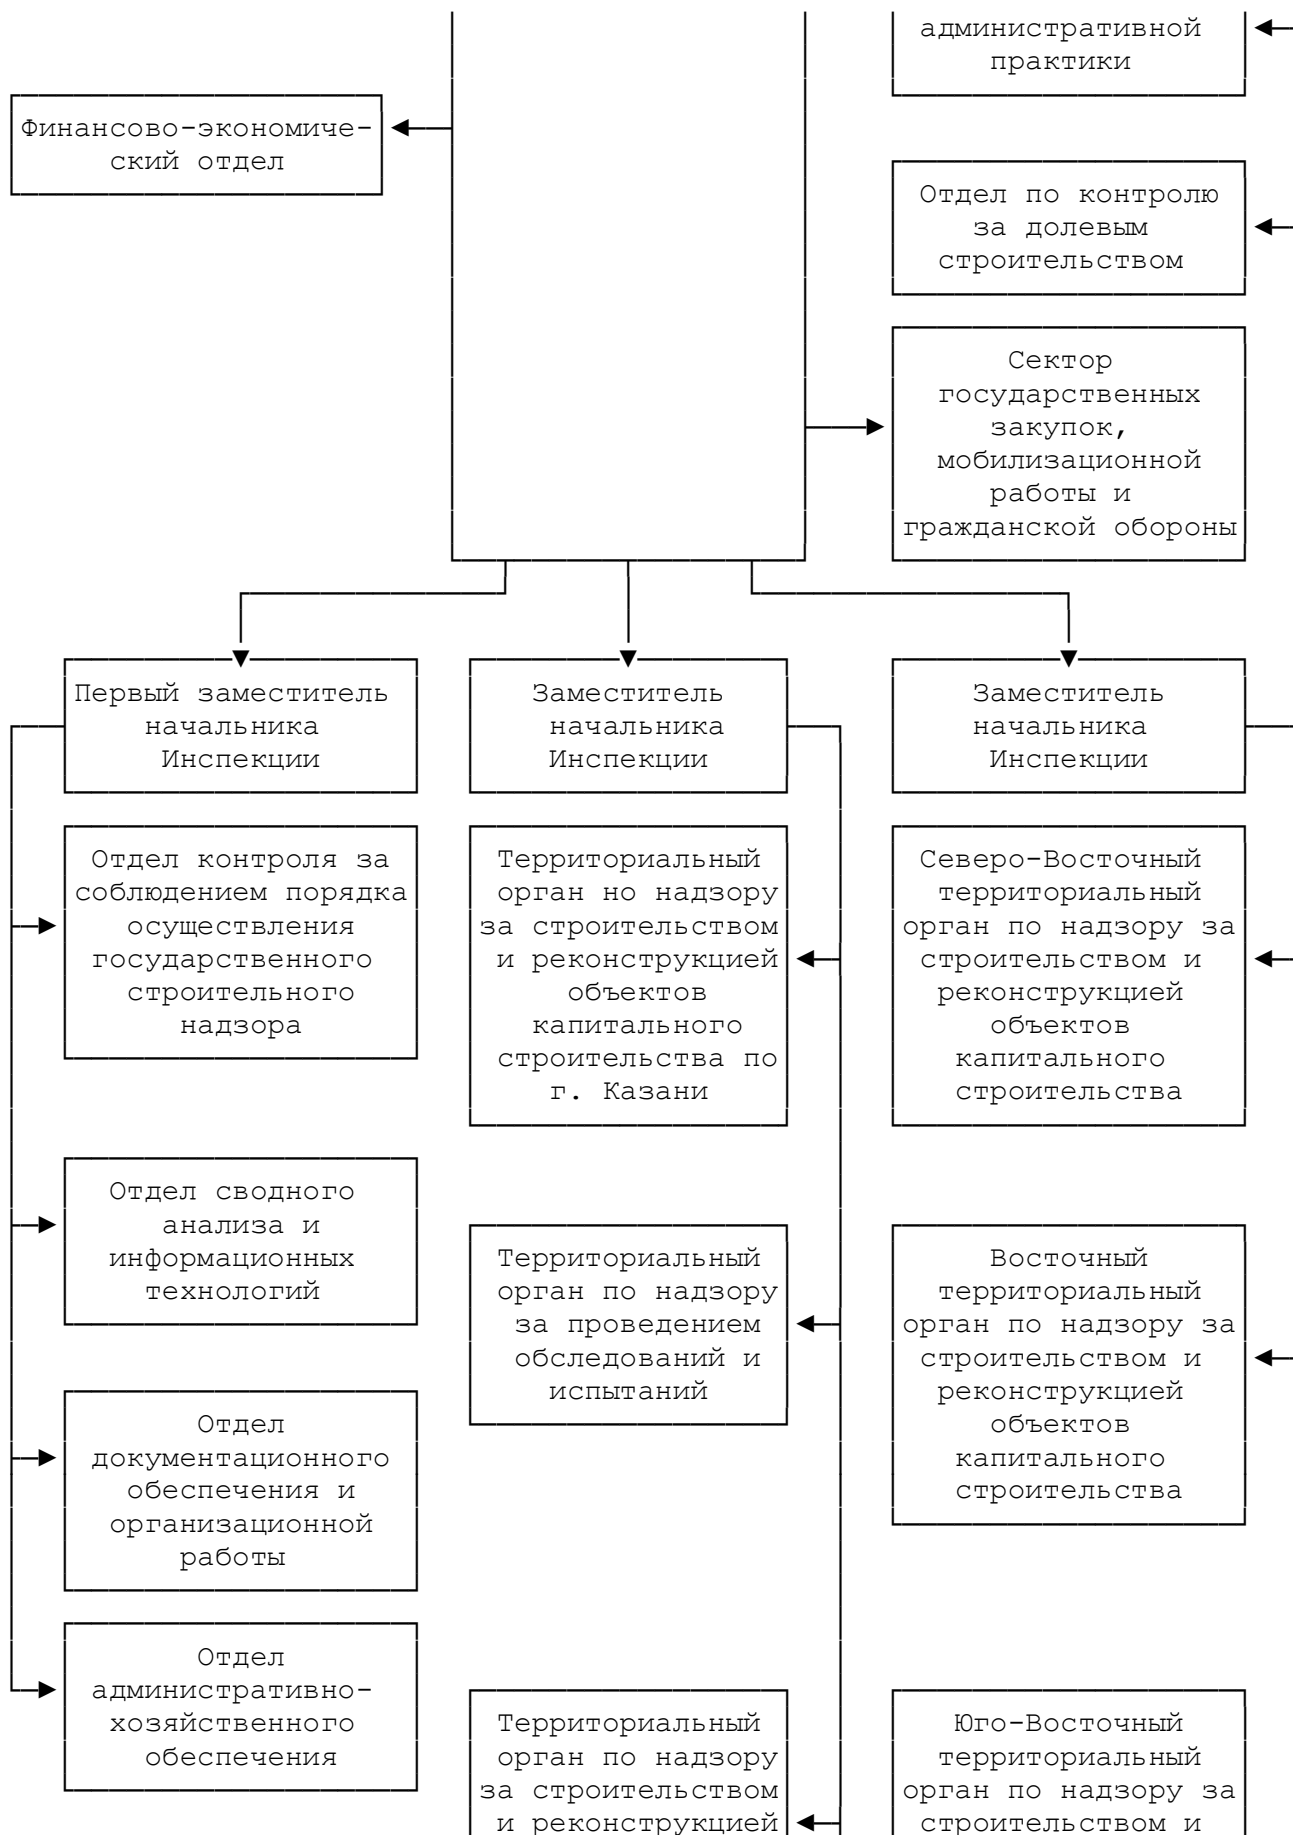 административной
практики
Финансово-экономиче-
ский отдел
Отдел по контролю
за долевым
строительством
Сектор
государственных
закупок,
мобилизационной
работы и
гражданской обороны
Первый заместитель
начальника
Инспекции
Заместитель
начальника
Инспекции
Заместитель
начальника
Инспекции
Отдел контроля за
соблюдением порядка
осуществления
государственного
строительного
надзора
Территориальный
орган но надзору
за строительством
и реконструкцией
объектов
капитального
строительства по
г. Казани
Северо-Восточный
территориальный
орган по надзору за
строительством и
реконструкцией
объектов
капитального
строительства
Отдел сводного
анализа и
информационных
технологий
Территориальный
орган по надзору
за проведением
обследований и
испытаний
Восточный
территориальный
орган по надзору за
строительством и
реконструкцией
объектов
капитального
строительства
Отдел
документационного
обеспечения и
организационной
работы
Отдел
административно-
хозяйственного
обеспечения
Территориальный
орган по надзору
за строительством
и реконструкцией
Юго-Восточный
территориальный
орган по надзору за
строительством и